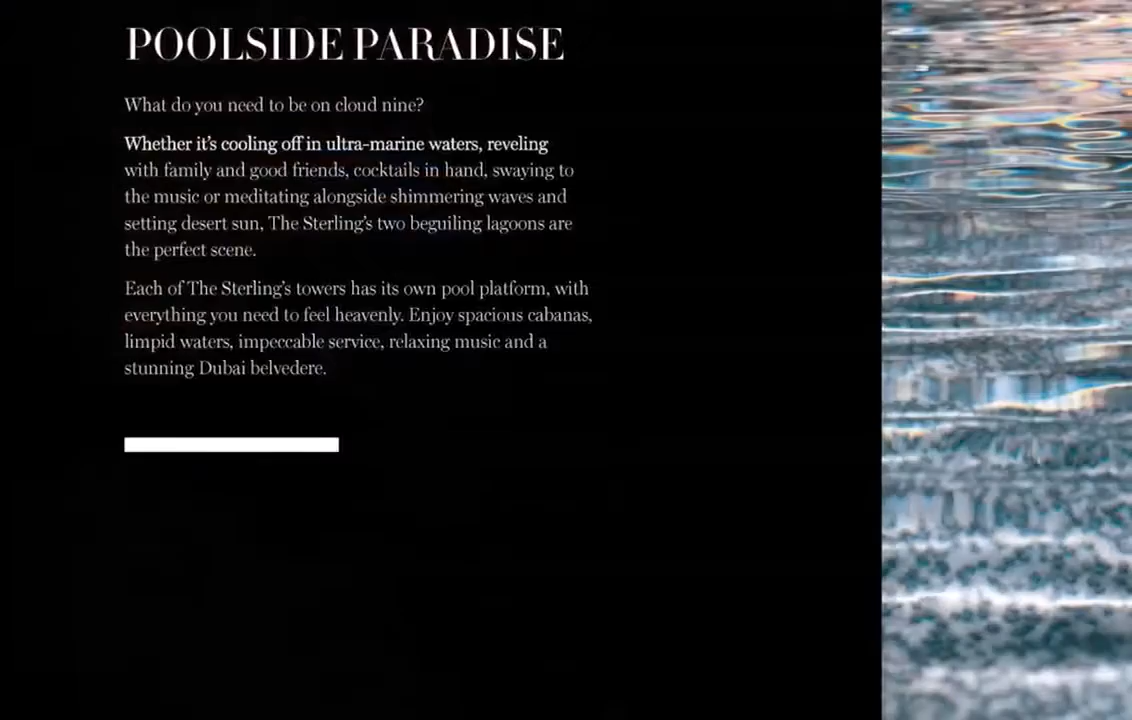 POOLSIDE PARADISE
What do you need to be on cloud nine?
Whether it's cooling off in ultra-marine waters, reveling
with family and good friends, cocktails in hand, swaying to
the music or meditating alongside shimmering waves and
setting desert sun, The Sterling's two beguiling lagoons are
the perfect scene.
Each of The Sterling's towers has its own pool platform, with
everything you need to feel heavenly. Enjoy spacious cabanas,
limpid waters, impeccable service, relaxing music and a
stunning Dubai belvedere.